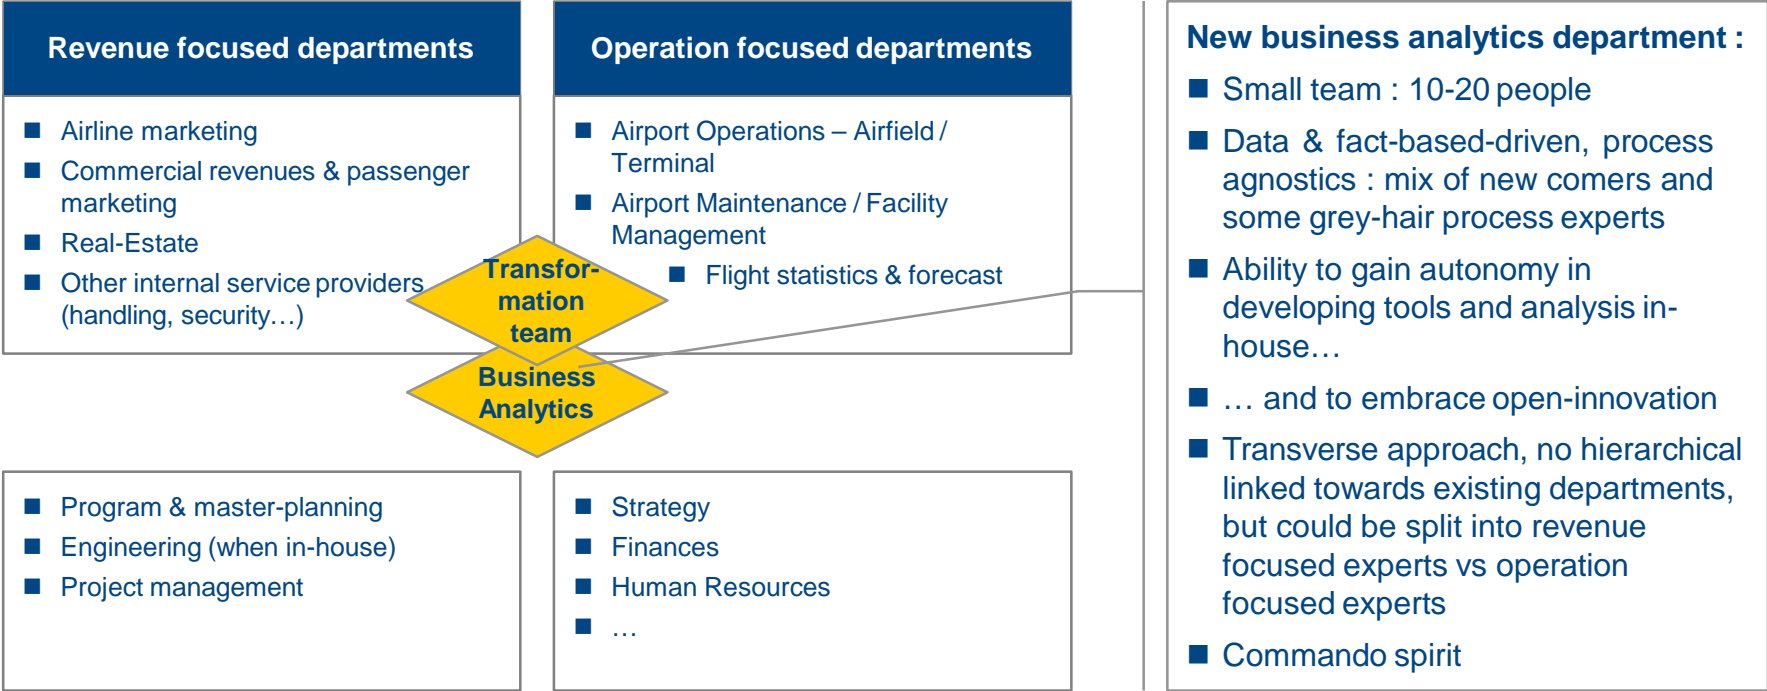 Revenue focused departments
Airline marketing
Commercial revenues & passenger
marketing
Real-Estate
Other internal service providers
(handling, security…)
Operation focused departments
Airport Operations – Airfield /
Terminal
Airport Maintenance / Facility
Management
Flight statistics & forecast
Transfor-
mation
team
Business
Analytics
Program & master-planning
Engineering (when in-house)
Project management
Strategy
Finances
Human Resources
…
New business analytics department :
Small team : 10-20 people
Data & fact-based-driven, process
agnostics : mix of new comers and
some grey-hair process experts
Ability to gain autonomy in
developing tools and analysis in-
house…
… and to embrace open-innovation
Transverse approach, no hierarchical
linked towards existing departments,
but could be split into revenue
focused experts vs operation
focused experts
Commando spirit